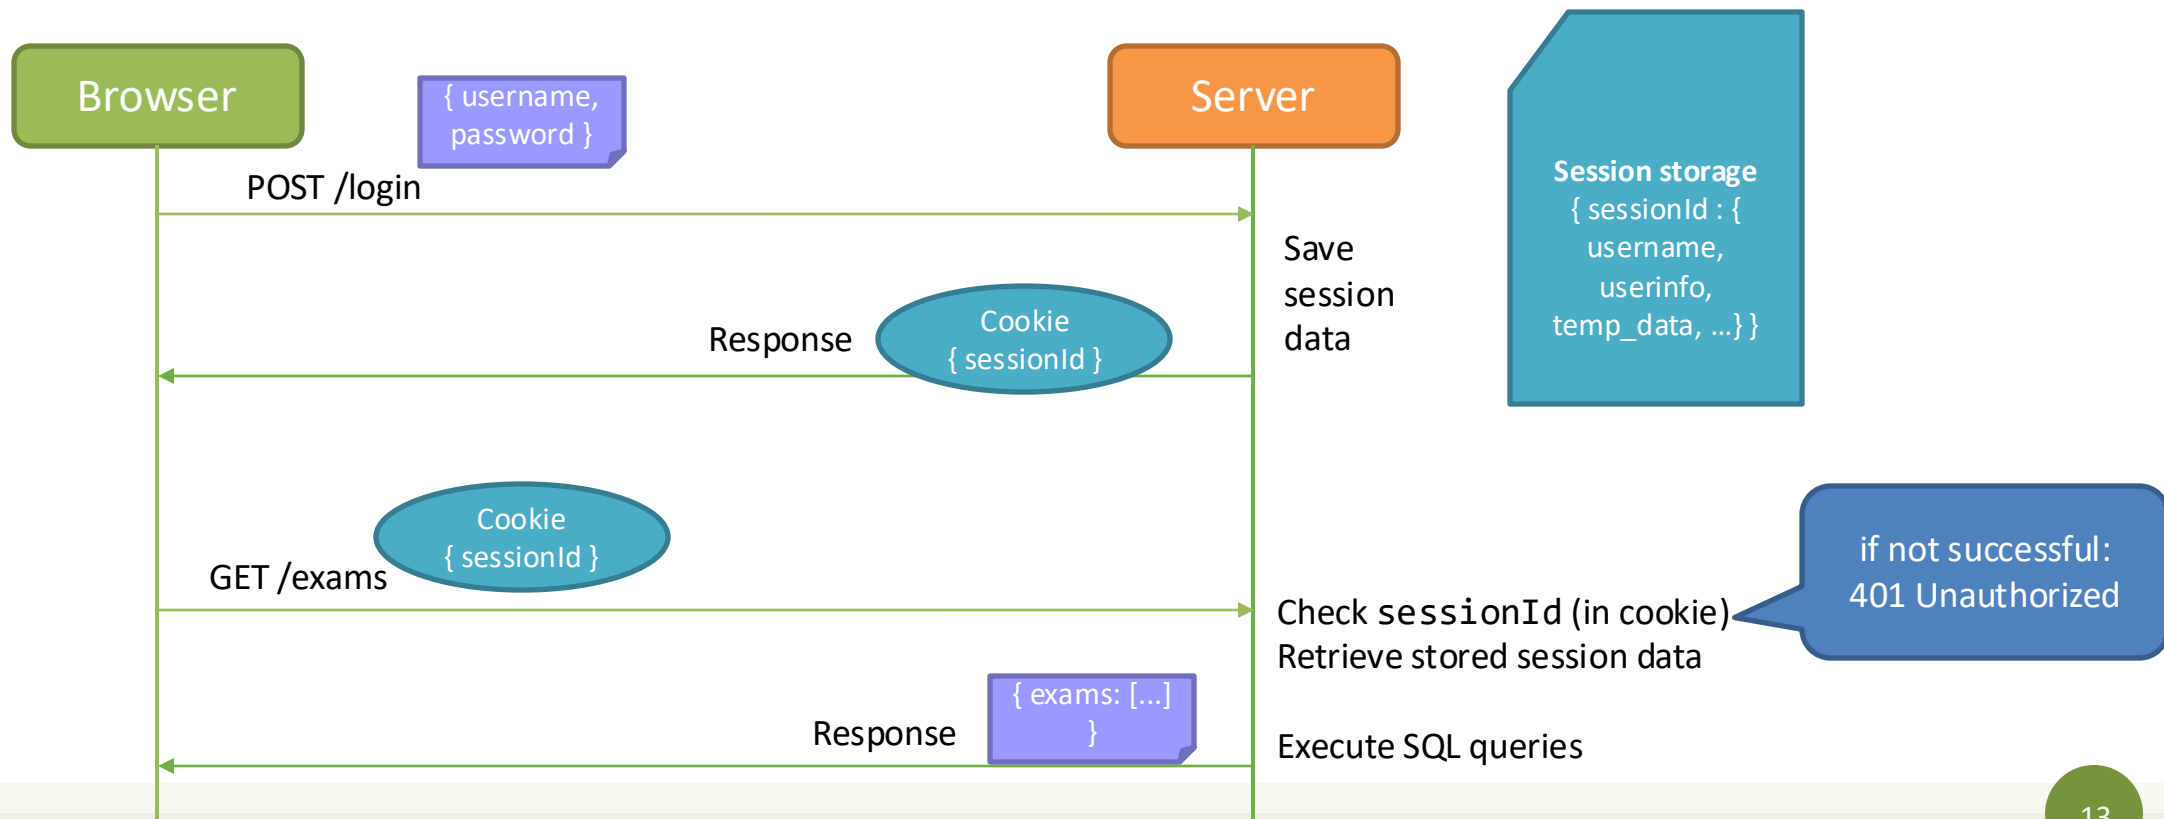 Browser
{ username,
password }
Server
POST /login
Session storage
{ sessionId : {
username,
userinfo,
temp_data, ...} }
Save
session
data
Response
Cookie
{ sessionId }
Cookie
{ sessionId }
GET /exams
if not successful:
401 Unauthorized
Check sessionId (in cookie)
Retrieve stored session data
{ exams: [...]
}
Response
Execute SQL queries
13